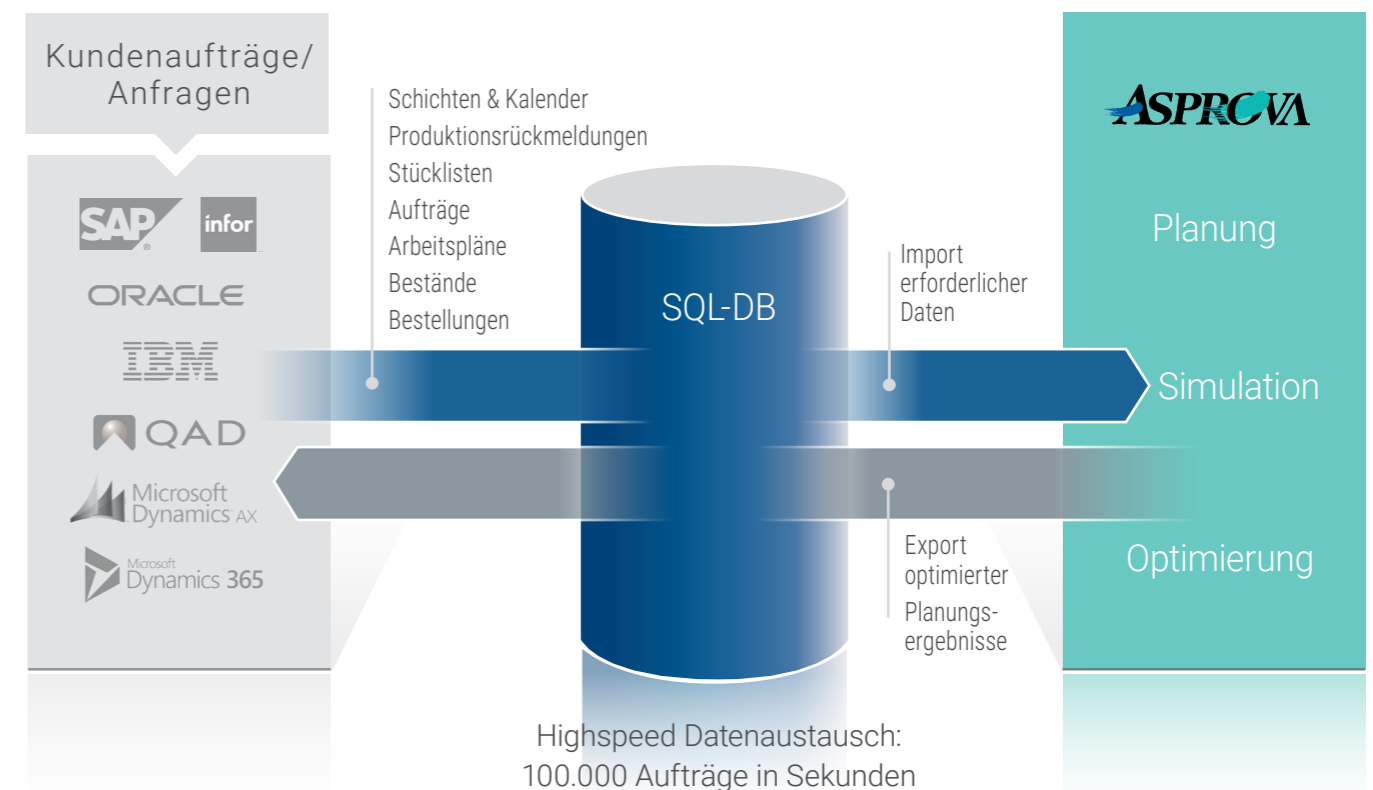 Kundenaufträge/
Anfragen
SAP
®
infor
ORACLE
IBM
QAD
Microsoft
Dynamics AX
Microsoft
Dynamics 365
Schichten & Kalender
Produktionsrückmeldungen
Stücklisten
Aufträge
Arbeitspläne
Bestände
Bestellungen
SQL-DB
Import
erforderlicher
Daten
Export
optimierter
Planungs-
ergebnisse
ASPROVA
Planung
Simulation
Optimierung
Highspeed Datenaustausch:
100.000 Aufträge in Sekunden